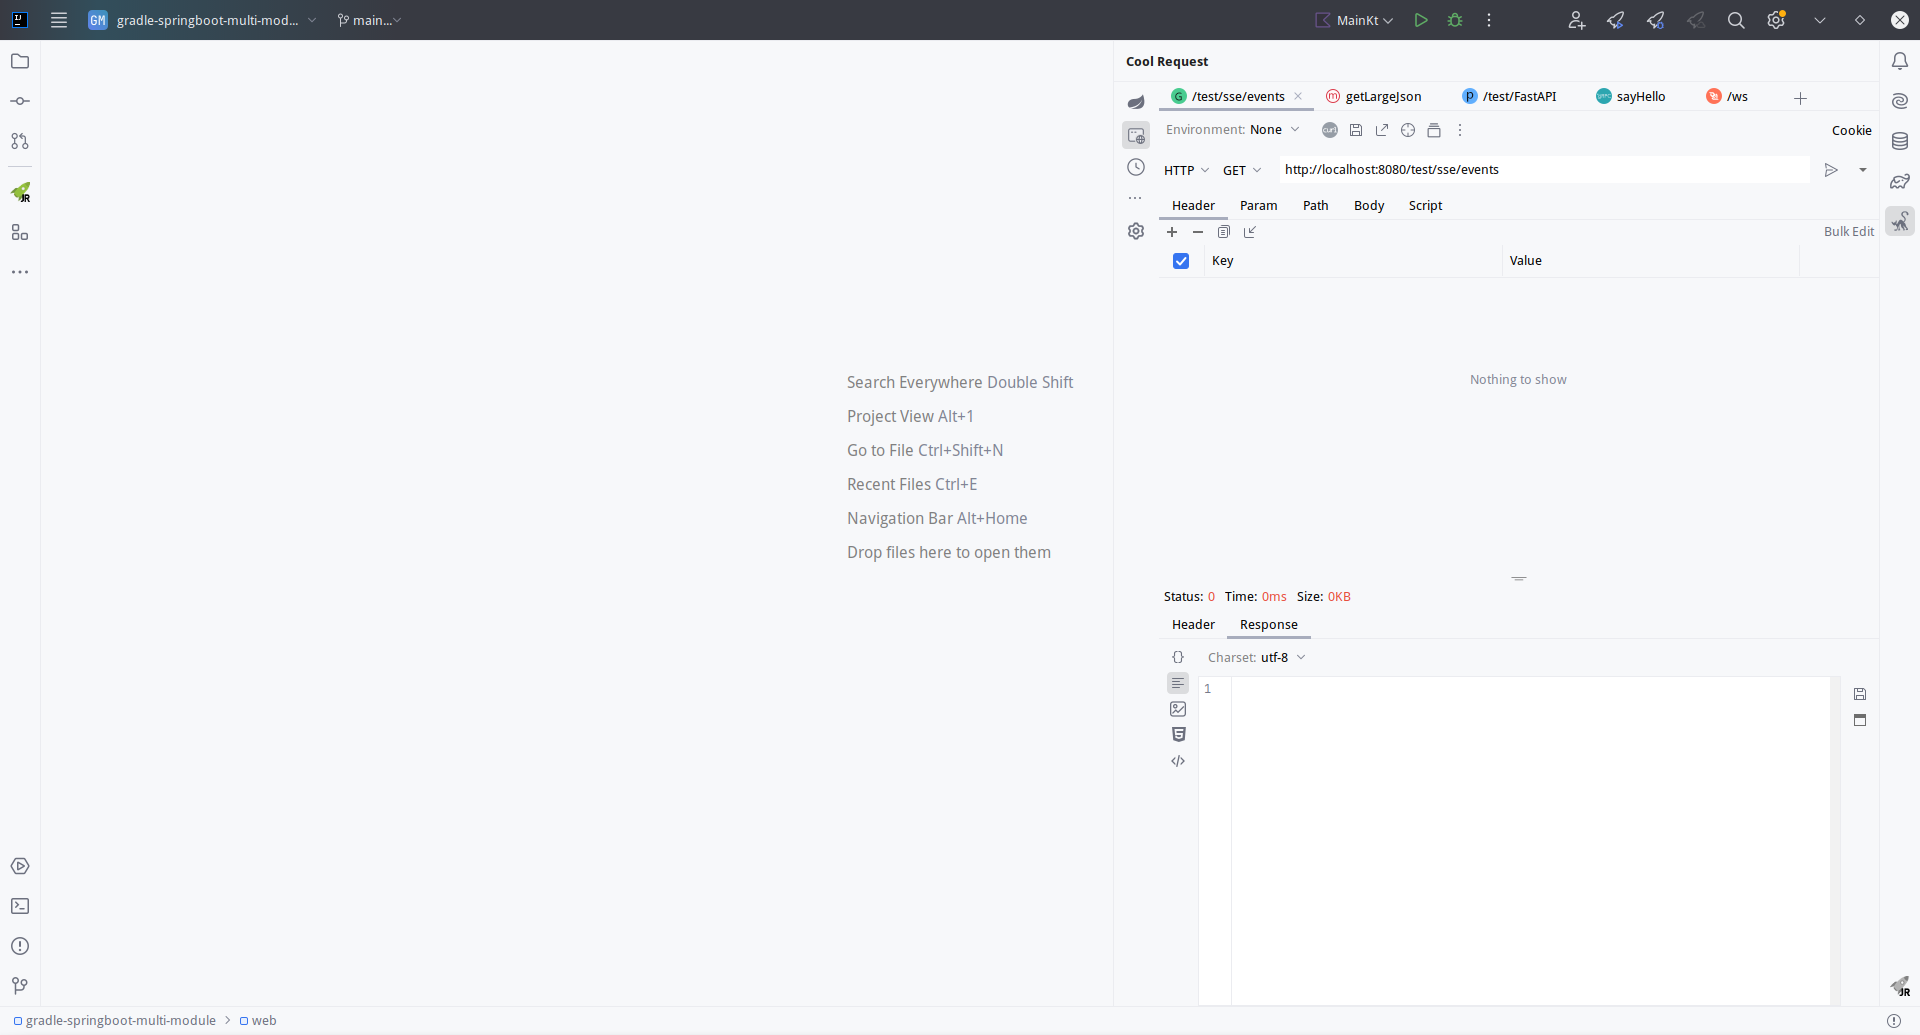 GM gradle-springboot-multi-mod... main... MainKt
Cool Request
G /test/sse/events m getLargeJson p /test/FastAPI sayHello /ws
Environment: None curl Cookie
HTTP GET http://localhost:8080/test/sse/events
Header Param Path Body Script
Bulk Edit
Key Value
Nothing to show
Search Everywhere Double Shift
Project View Alt+1
Go to File Ctrl+Shift+N
Recent Files Ctrl+E
Navigation Bar Alt+Home
Drop files here to open them
Status: 0 Time: 0ms Size: 0KB
Header Response
Charset: utf-8
1
JR
JR
gradle-springboot-multi-module > web